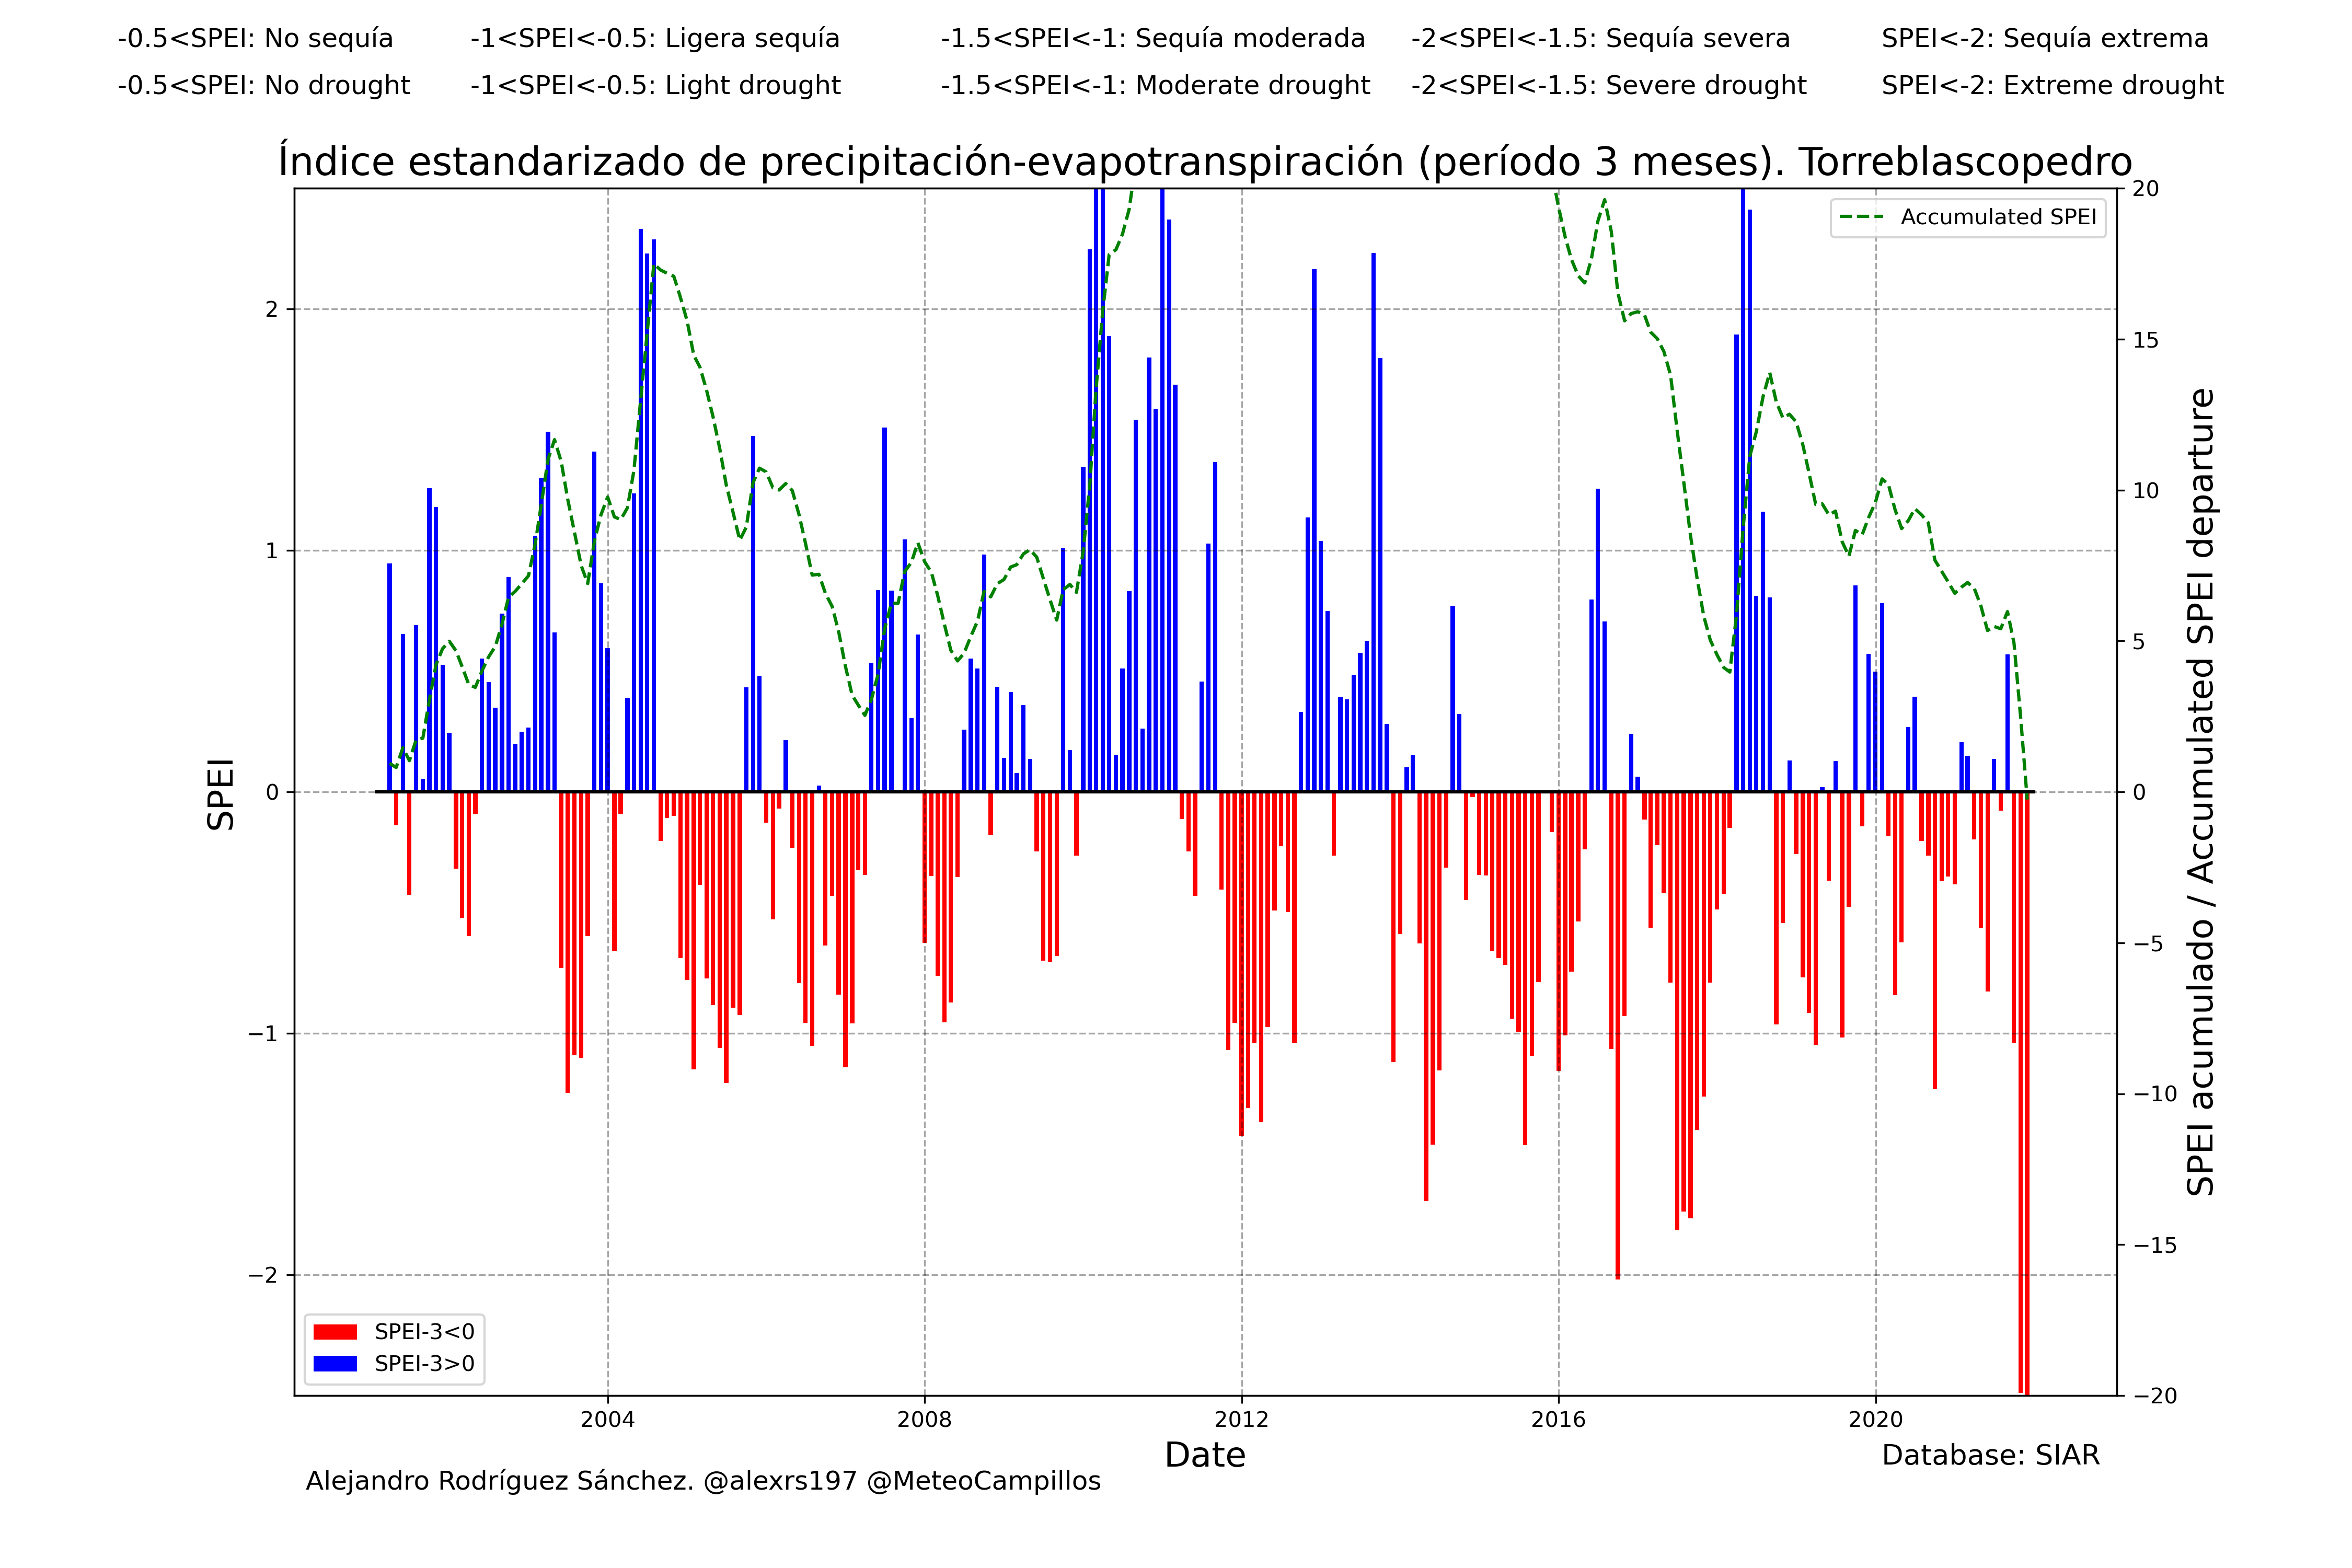 -0.5<SPEI: No sequía -1<SPEI<-0.5: Ligera sequía -1.5<SPEI<-1: Sequía moderada -2<SPEI<-1.5: Sequía severa SPEI<-2: Sequía extrema
-0.5<SPEI: No drought -1<SPEI<-0.5: Light drought -1.5<SPEI<-1: Moderate drought -2<SPEI<-1.5: Severe drought SPEI<-2: Extreme drought
Índice estandarizado de precipitación-evapotranspiración (período 3 meses). Torreblascopedro
Accumulated SPEI
SPEI
2
1
0
−1
−2
20
15
10
5
0
−5
−10
−15
−20
SPEI acumulado / Accumulated SPEI departure
SPEI-3<0
SPEI-3>0
2004 2008 2012 2016 2020
Date
Database: SIAR
Alejandro Rodríguez Sánchez. @alexrs197 @MeteoCampillos